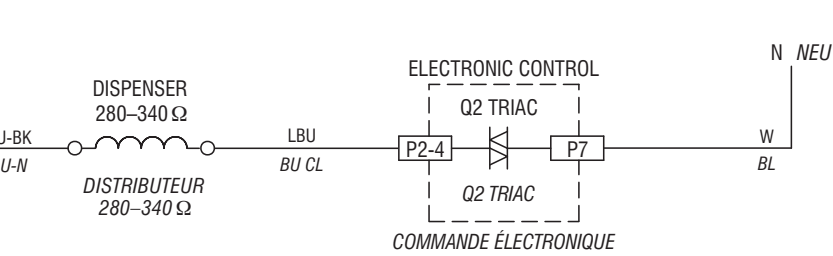 N NEU
ELECTRONIC CONTROL
DISPENSER
280–340 Ω
Q2 TRIAC
U-BK
LBU
P2-4
P7
W
U-N
BU CL
BL
DISTRIBUTEUR
280–340 Ω
Q2 TRIAC
COMMANDE ÉLECTRONIQUE